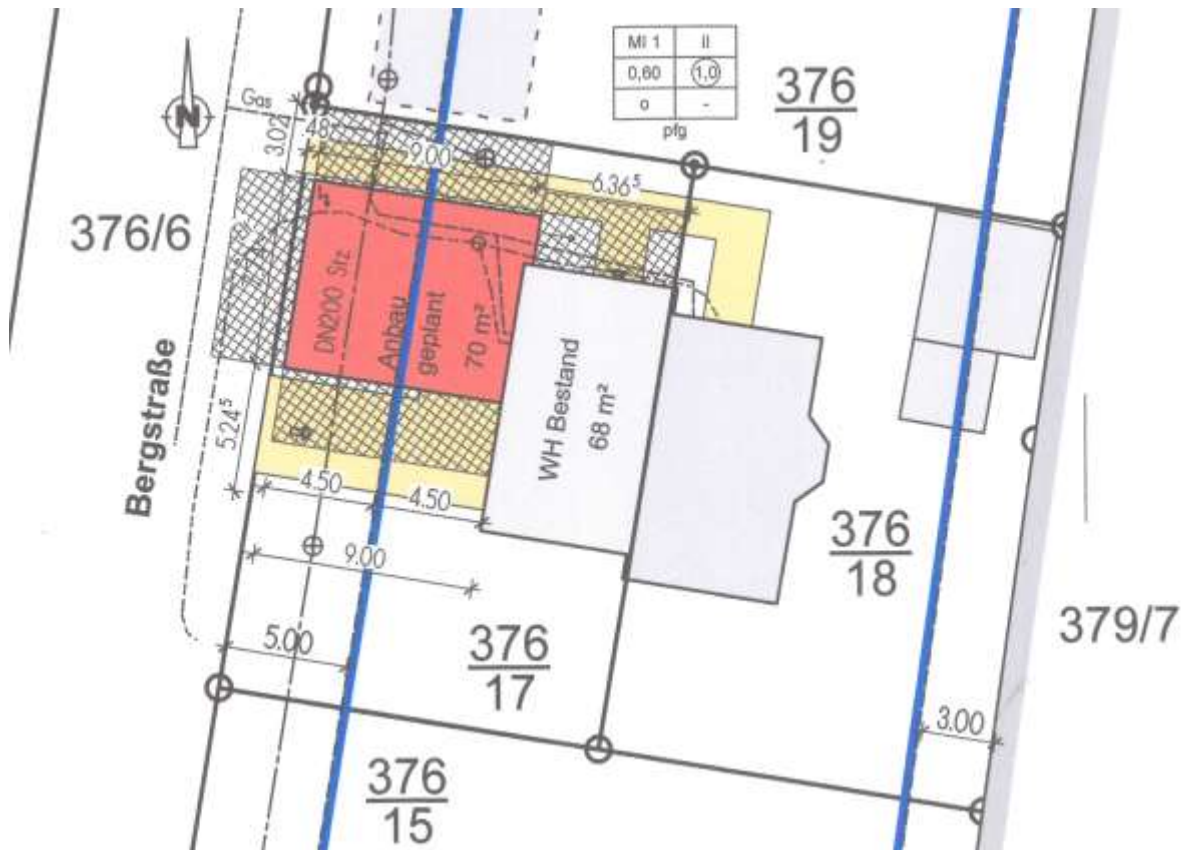 MI 1 II
0,60 1,0
o -
pfg
376
19
N
Gas
3.02
48
9.00
6.36⁵
376/6
DN200 Stz
Anbau
geplant
70 m²
WH Bestand
68 m²
Bergstraße
5.24⁵
4.50
4.50
9.00
5.00
376
17
376
18
379/7
3.00
376
15